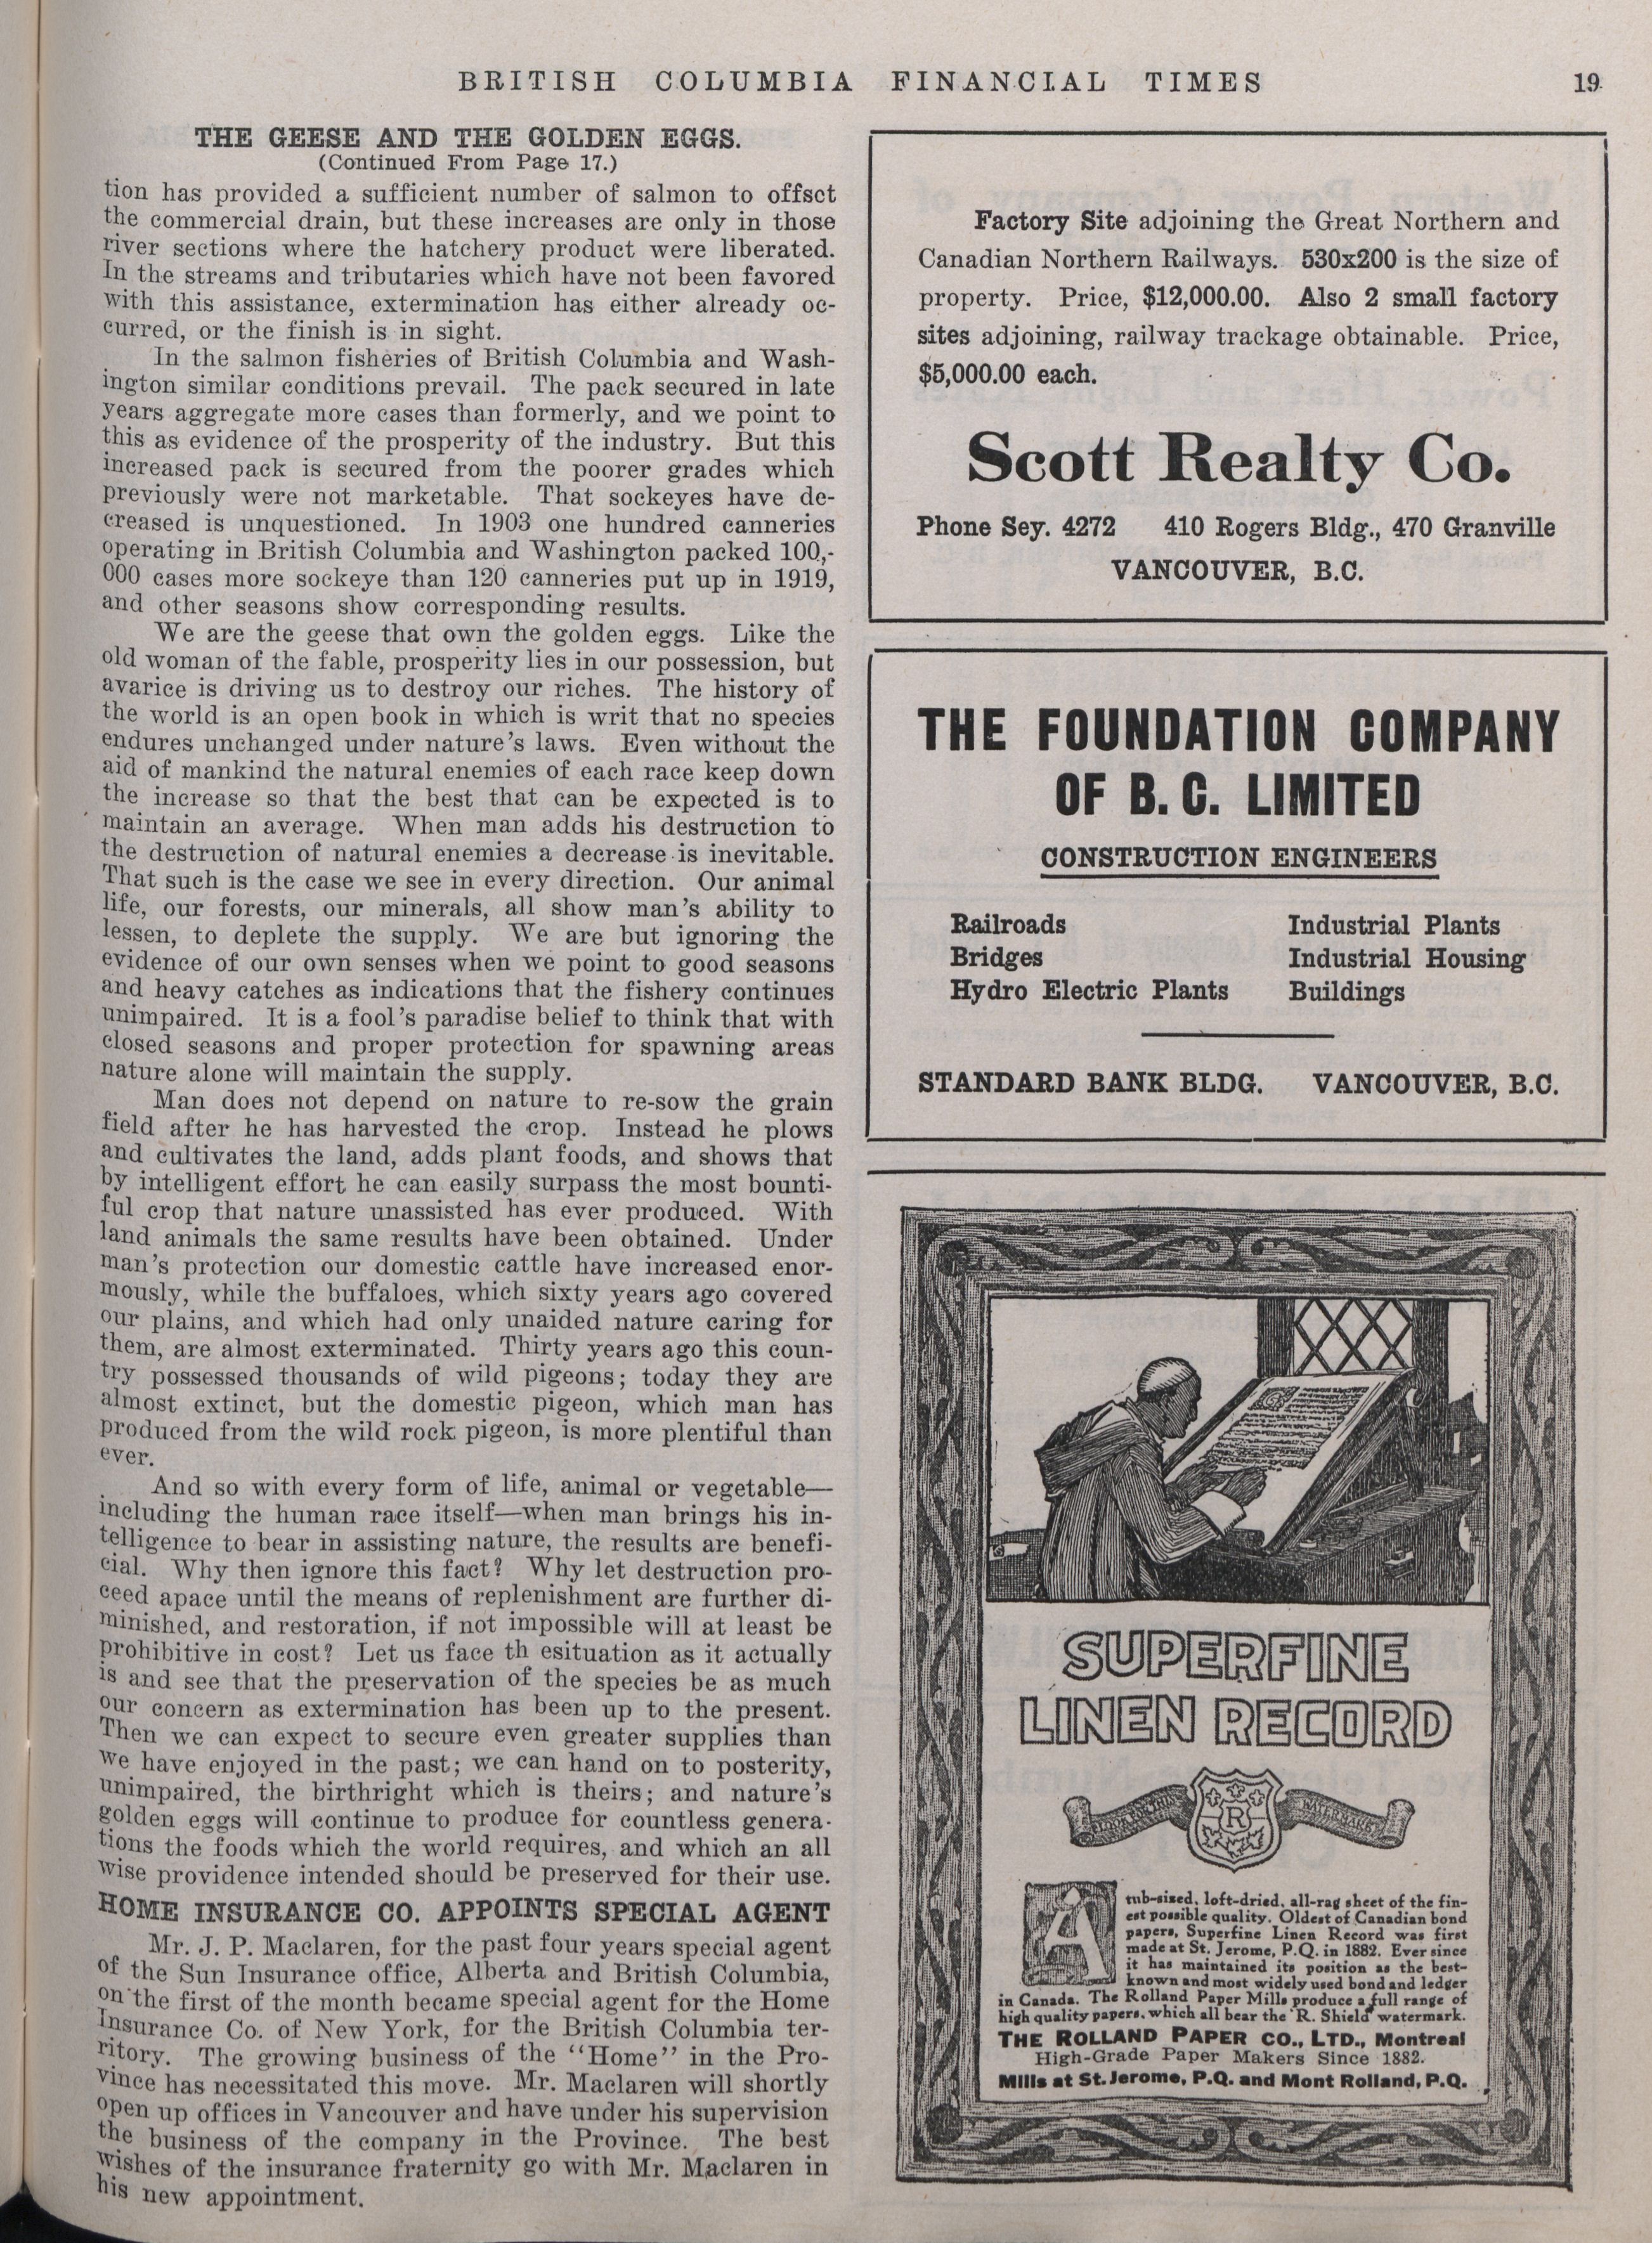 BRITISH COLUMBIA FINANCIAL TIMES 19
THE GEESE AND THE GOLDEN EGGS.
(Continued From Page 17.)
tion has provided a sufficient number of salmon to offset
the commercial drain, but these increases are only in those
river sections where the hatchery product were liberated.
In the streams and tributaries which have not been favored
with this assistance, extermination has either already oc-
curred, or the finish is in sight.
In the salmon fisheries of British Columbia and Wash-
ington similar conditions prevail. The pack secured in late
years aggregate more cases than formerly, and we point to
this as evidence of the prosperity of the industry. But this
increased pack is secured from the poorer grades which
previously were not marketable. That sockeyes have de-
creased is unquestioned. In 1903 one hundred canneries
operating in British Columbia and Washington packed 100,-
000 cases more sockeye than 120 canneries put up in 1919,
and other seasons show corresponding results.
We are the geese that own the golden eggs. Like the
old woman of the fable, prosperity lies in our possession, but
avarice is driving us to destroy our riches. The history of
the world is an open book in which is writ that no species
endures unchanged under nature's laws. Even without the
aid of mankind the natural enemies of each race keep down
the increase so that the best that can be expected is to
maintain an average. When man adds his destruction to
the destruction of natural enemies a decrease is inevitable.
That such is the case we see in every direction. Our animal
life, our forests, our minerals, all show man's ability to
lessen, to deplete the supply. We are but ignoring the
evidence of our own senses when we point to good seasons
and heavy catches as indications that the fishery continues
unimpaired. It is a fool's paradise belief to think that with
closed seasons and proper protection for spawning areas
nature alone will maintain the supply.
Man does not depend on nature to re-sow the grain
field after he has harvested the crop. Instead he plows
and cultivates the land, adds plant foods, and shows that
by intelligent effort he can easily surpass the most bounti-
ful crop that nature unassisted has ever produced. With
land animals the same results have been obtained. Under
man's protection our domestic cattle have increased enor-
mously, while the buffaloes, which sixty years ago covered
our plains, and which had only unaided nature caring for
them, are almost exterminated. Thirty years ago this coun-
try possessed thousands of wild pigeons; today they are
almost extinct, but the domestic pigeon, which man has
produced from the wild rock pigeon, is more plentiful than
ever.
And so with every form of life, animal or vegetable—
including the human race itself—when man brings his in-
telligence to bear in assisting nature, the results are benefi-
cial. Why then ignore this fact? Why let destruction pro-
ceed apace until the means of replenishment are further di-
minished, and restoration, if not impossible will at least be
prohibitive in cost? Let us face th esituation as it actually
is and see that the preservation of the species be as much
our concern as extermination has been up to the present.
Then we can expect to secure even greater supplies than
we have enjoyed in the past; we can hand on to posterity,
unimpaired, the birthright which is theirs; and nature's
golden eggs will continue to produce for countless genera-
tions the foods which the world requires, and which an all
wise providence intended should be preserved for their use.
HOME INSURANCE CO. APPOINTS SPECIAL AGENT
Mr. J. P. Maclaren, for the past four years special agent
of the Sun Insurance office, Alberta and British Columbia,
on the first of the month became special agent for the Home
Insurance Co. of New York, for the British Columbia ter-
ritory. The growing business of the "Home" in the Pro-
vince has necessitated this move. Mr. Maclaren will shortly
open up offices in Vancouver and have under his supervision
the business of the company in the Province. The best
wishes of the insurance fraternity go with Mr. Maclaren in
his new appointment.
Factory Site adjoining the Great Northern and
Canadian Northern Railways. 530x200 is the size of
property. Price, $12,000.00. Also 2 small factory
sites adjoining, railway trackage obtainable. Price,
$5,000.00 each.
Scott Realty Co.
Phone Sey. 4272 410 Rogers Bldg., 470 Granville
VANCOUVER, B.C.
THE FOUNDATION COMPANY
OF B. C. LIMITED
CONSTRUCTION ENGINEERS
Railroads Industrial Plants
Bridges Industrial Housing
Hydro Electric Plants Buildings
STANDARD BANK BLDG. VANCOUVER, B.C.
SUPERFINE
LINEN RECORD
LOOK FOR THIS R WATERMARK
A tub-sized, loft-dried, all-rag sheet of the fin-
est possible quality. Oldest of Canadian bond
papers, Superfine Linen Record was first
made at St. Jerome, P.Q. in 1882. Ever since
it has maintained its position as the best-
known and most widely used bond and ledger
in Canada. The Rolland Paper Mills produce a full range of
high quality papers, which all bear the 'R. Shield' watermark.
THE ROLLAND PAPER CO., LTD., Montreal
High-Grade Paper Makers Since 1882.
Mills at St. Jerome, P.Q. and Mont Rolland, P.Q.